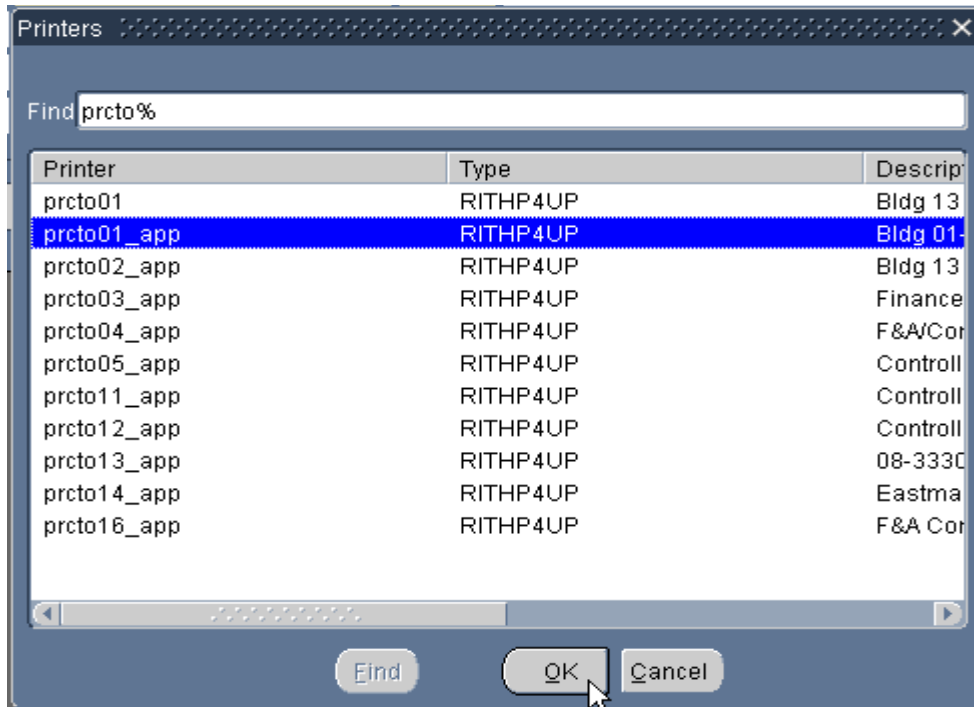 Printers
Find prcto%
Printer Type Descript
prcto01 RITHP4UP Bldg 13
prcto01_app RITHP4UP Bldg 01-
prcto02_app RITHP4UP Bldg 13
prcto03_app RITHP4UP Finance
prcto04_app RITHP4UP F&A/Cor
prcto05_app RITHP4UP Controll
prcto11_app RITHP4UP Controll
prcto12_app RITHP4UP Controll
prcto13_app RITHP4UP 08-3330
prcto14_app RITHP4UP Eastma
prcto16_app RITHP4UP F&A Cor
Find OK Cancel